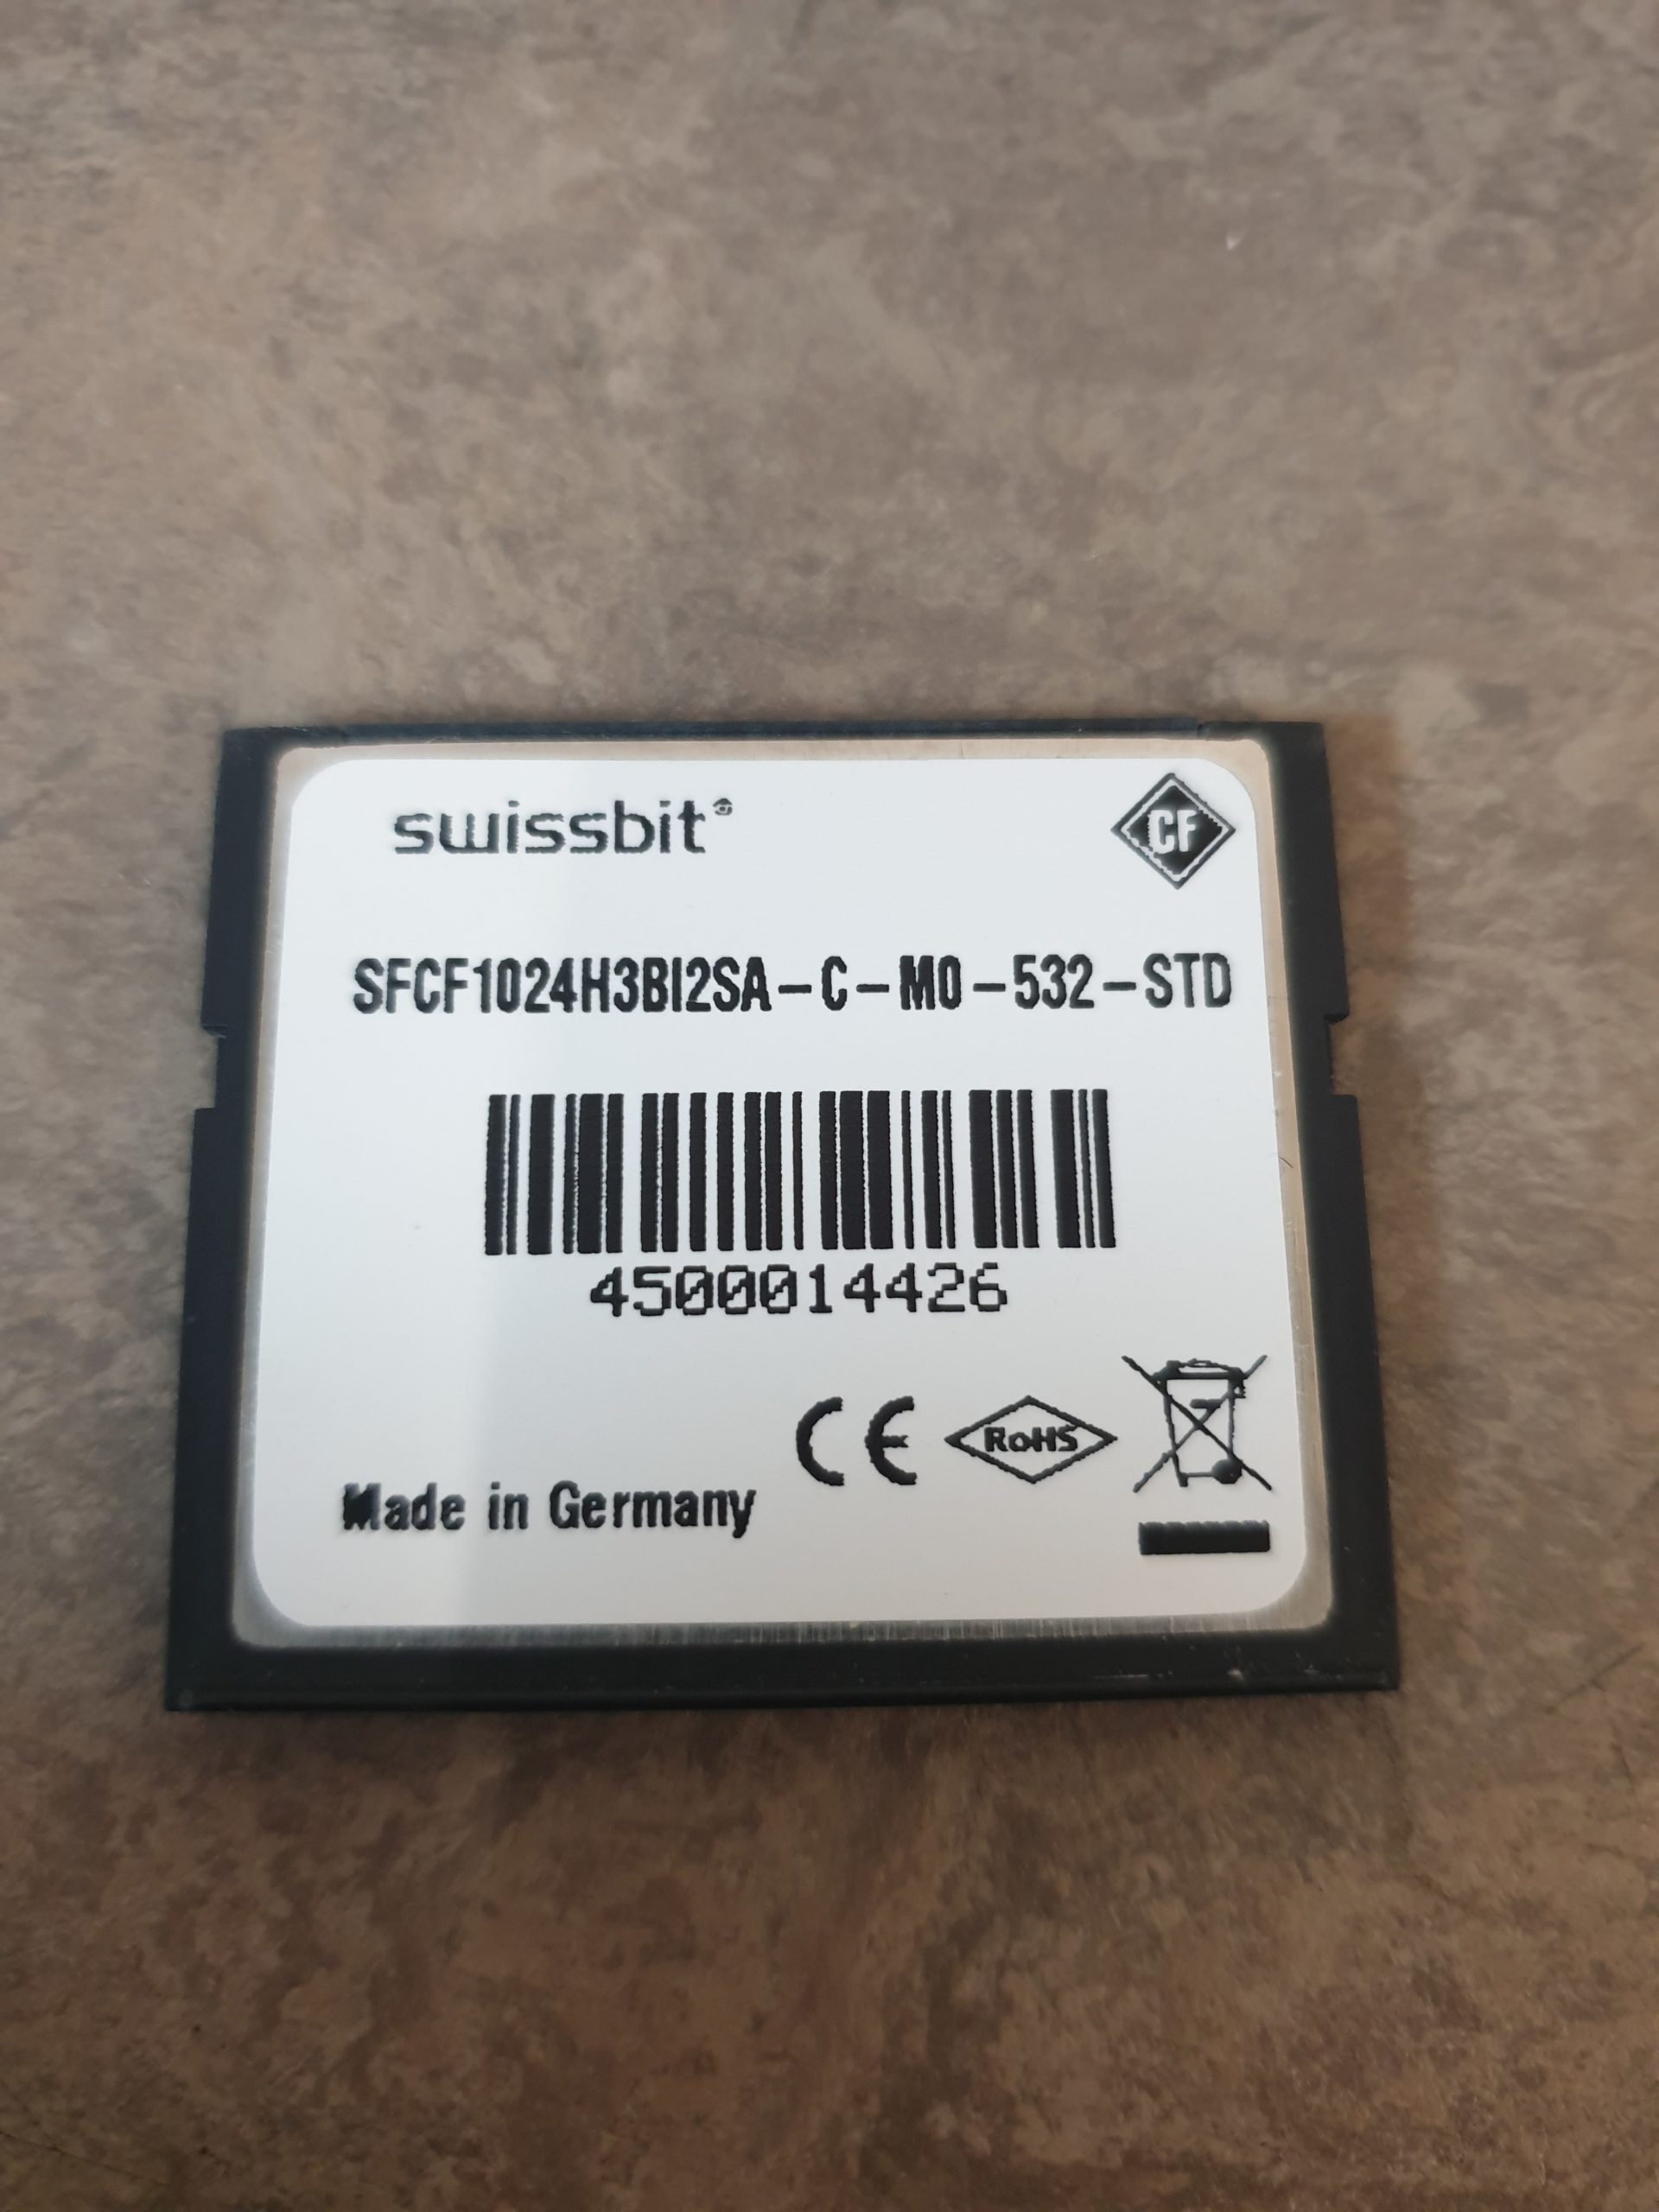 swissbit®
CF
SFCF1024H3BI2SA-C-M0-532-STD
4500014426
CE
RoHS
Made in Germany